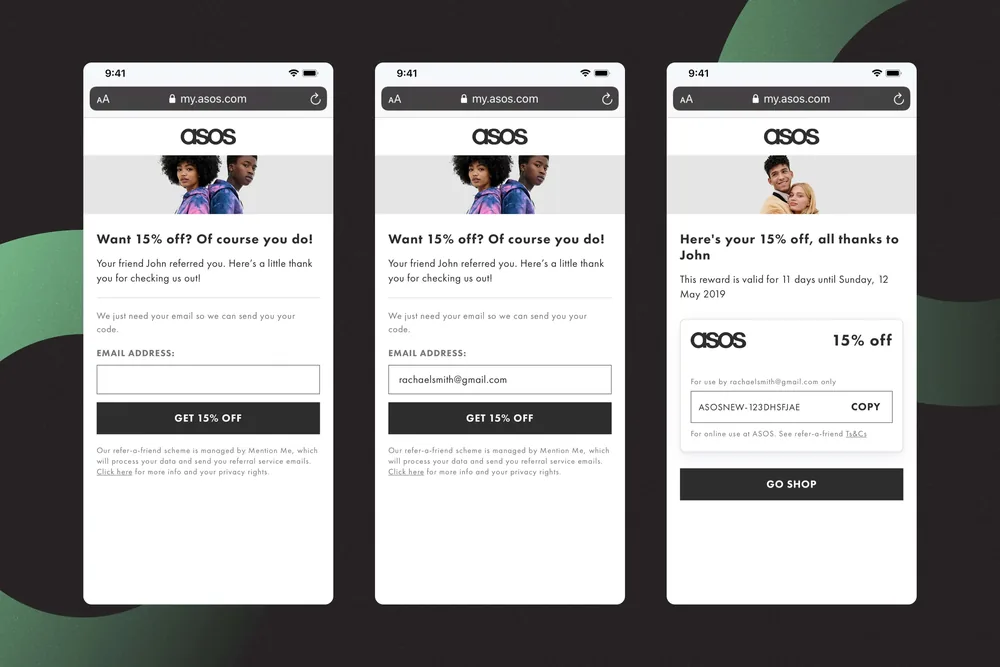 9:41
AA my.asos.com
asos
Want 15% off? Of course you do!
Your friend John referred you. Here's a little thank
you for checking us out!
We just need your email so we can send you your
code.
EMAIL ADDRESS:
GET 15% OFF
Our refer-a-friend scheme is managed by Mention Me, which
will process your data and send you referral service emails.
Click here for more info and your privacy rights.
9:41
AA my.asos.com
asos
Want 15% off? Of course you do!
Your friend John referred you. Here's a little thank
you for checking us out!
We just need your email so we can send you your
code.
EMAIL ADDRESS:
rachaelsmith@gmail.com
GET 15% OFF
Our refer-a-friend scheme is managed by Mention Me, which
will process your data and send you referral service emails.
Click here for more info and your privacy rights.
9:41
AA my.asos.com
asos
Here's your 15% off, all thanks to
John
This reward is valid for 11 days until Sunday, 12
May 2019
asos 15% off
For use by rachaelsmith@gmail.com only
ASOSNEW-123DHSFJAE COPY
For online use at ASOS. See refer-a-friend Ts&Cs
GO SHOP